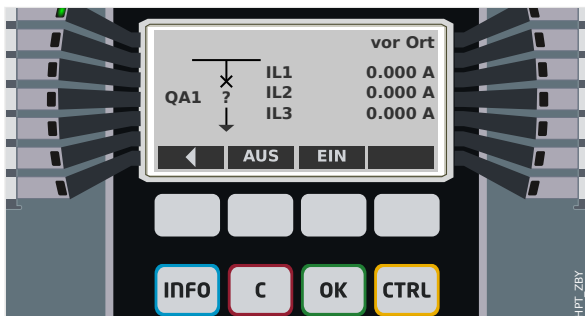 vor Ort
IL1 0.000 A
QA1 ? IL2 0.000 A
IL3 0.000 A
AUS EIN
INFO C OK CTRL
HPT_ZBY